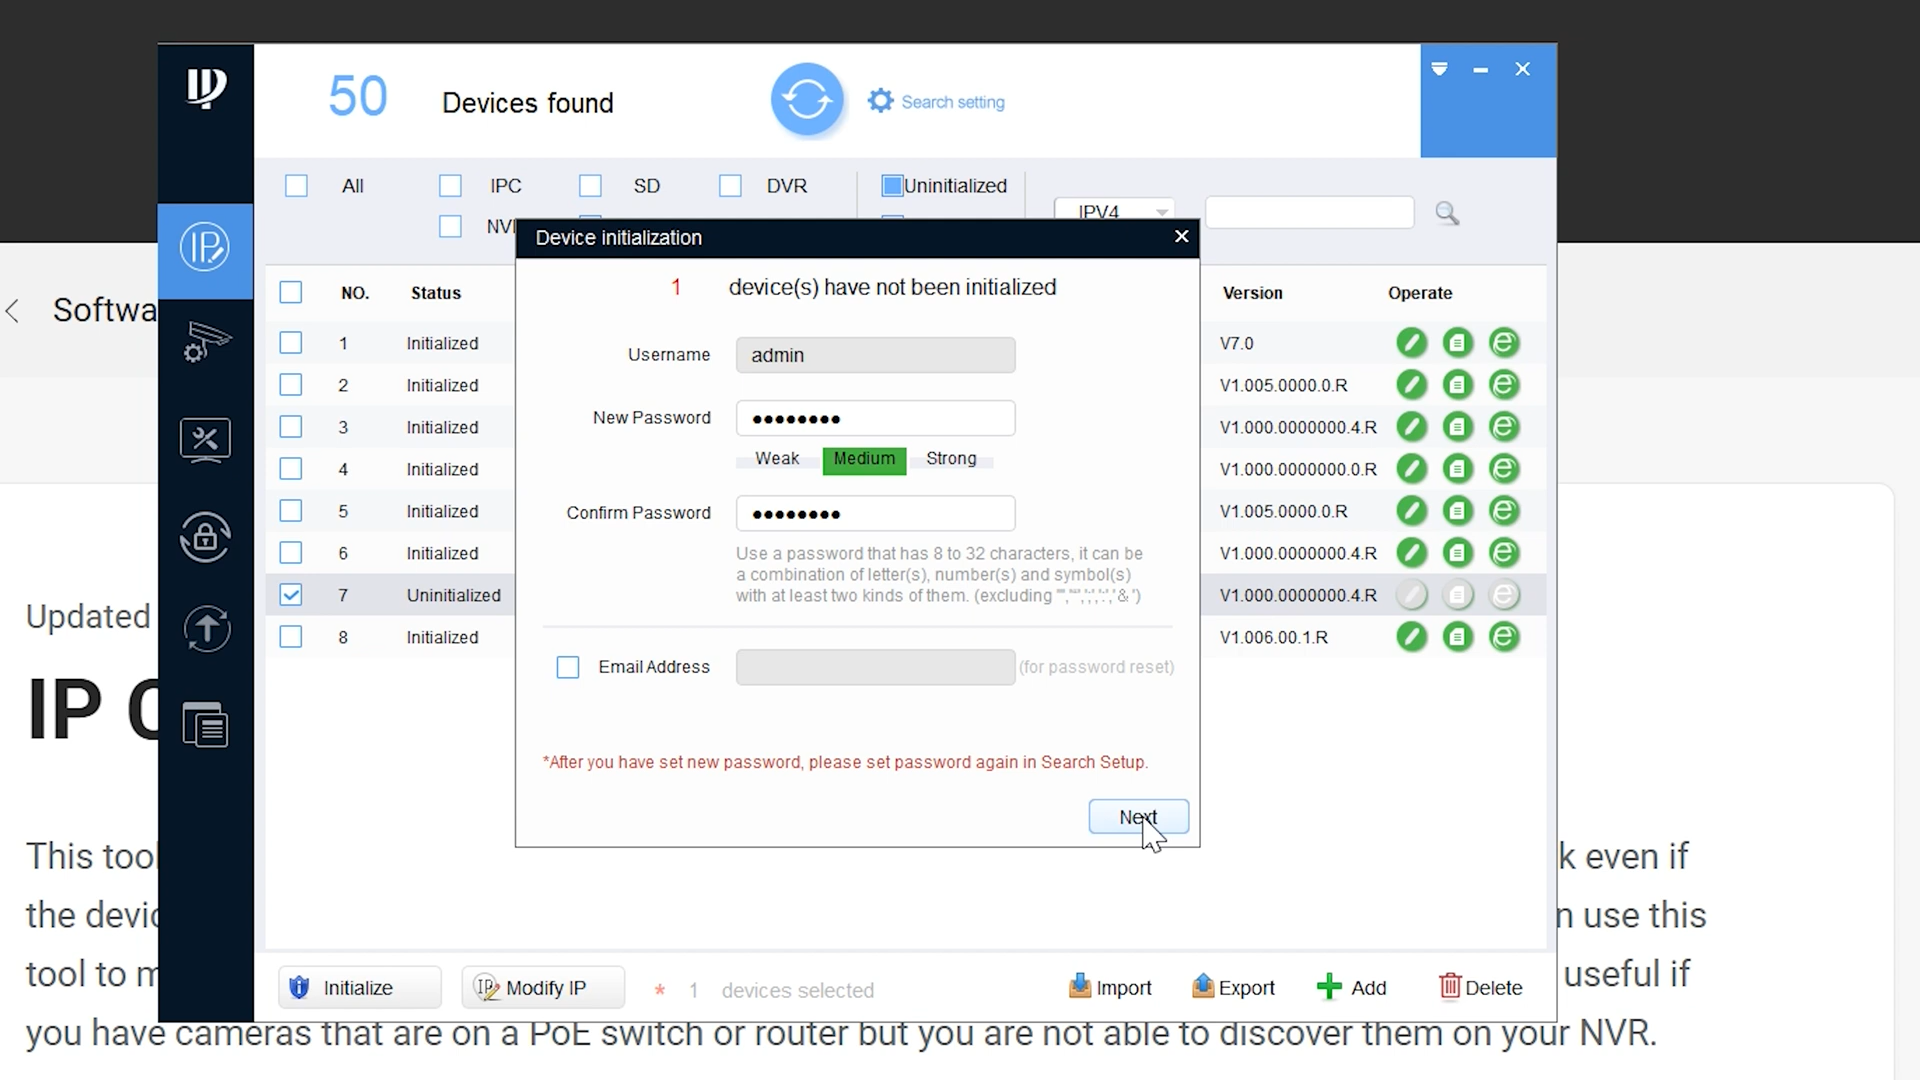 50 Devices found Search setting
All IPC SD DVR Uninitialized
IPV4
Device initialization
1 device(s) have not been initialized
NO. Status Version Operate
1 Initialized V7.0
2 Initialized V1.005.0000.0.R
3 Initialized V1.000.0000000.4.R
4 Initialized V1.000.0000000.0.R
5 Initialized V1.005.0000.0.R
6 Initialized V1.000.0000000.4.R
7 Uninitialized V1.000.0000000.4.R
8 Initialized V1.006.00.1.R
Username admin
New Password ●●●●●●●●
Weak Medium Strong
Confirm Password ●●●●●●●●
Use a password that has 8 to 32 characters, it can be
a combination of letter(s), number(s) and symbol(s)
with at least two kinds of them. (excluding
Email Address (for password reset)
*After you have set new password, please set password again in Search Setup.
Next
Initialize Modify IP * 1 devices selected Import Export Add Delete
Softwa
Updated
IP
This tool k even if
the devic n use this
tool to m useful if
you have cameras that are on a PoE switch or router but you are not able to discover them on your NVR.